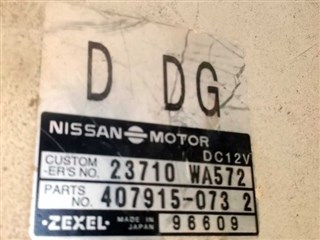 D DG
NISSAN MOTOR
DC12V
CUSTOM
-ER'S NO. 23710 WA572
PARTS
NO. 407915-073 2
·ZEXEL· MADE IN
JAPAN 96609